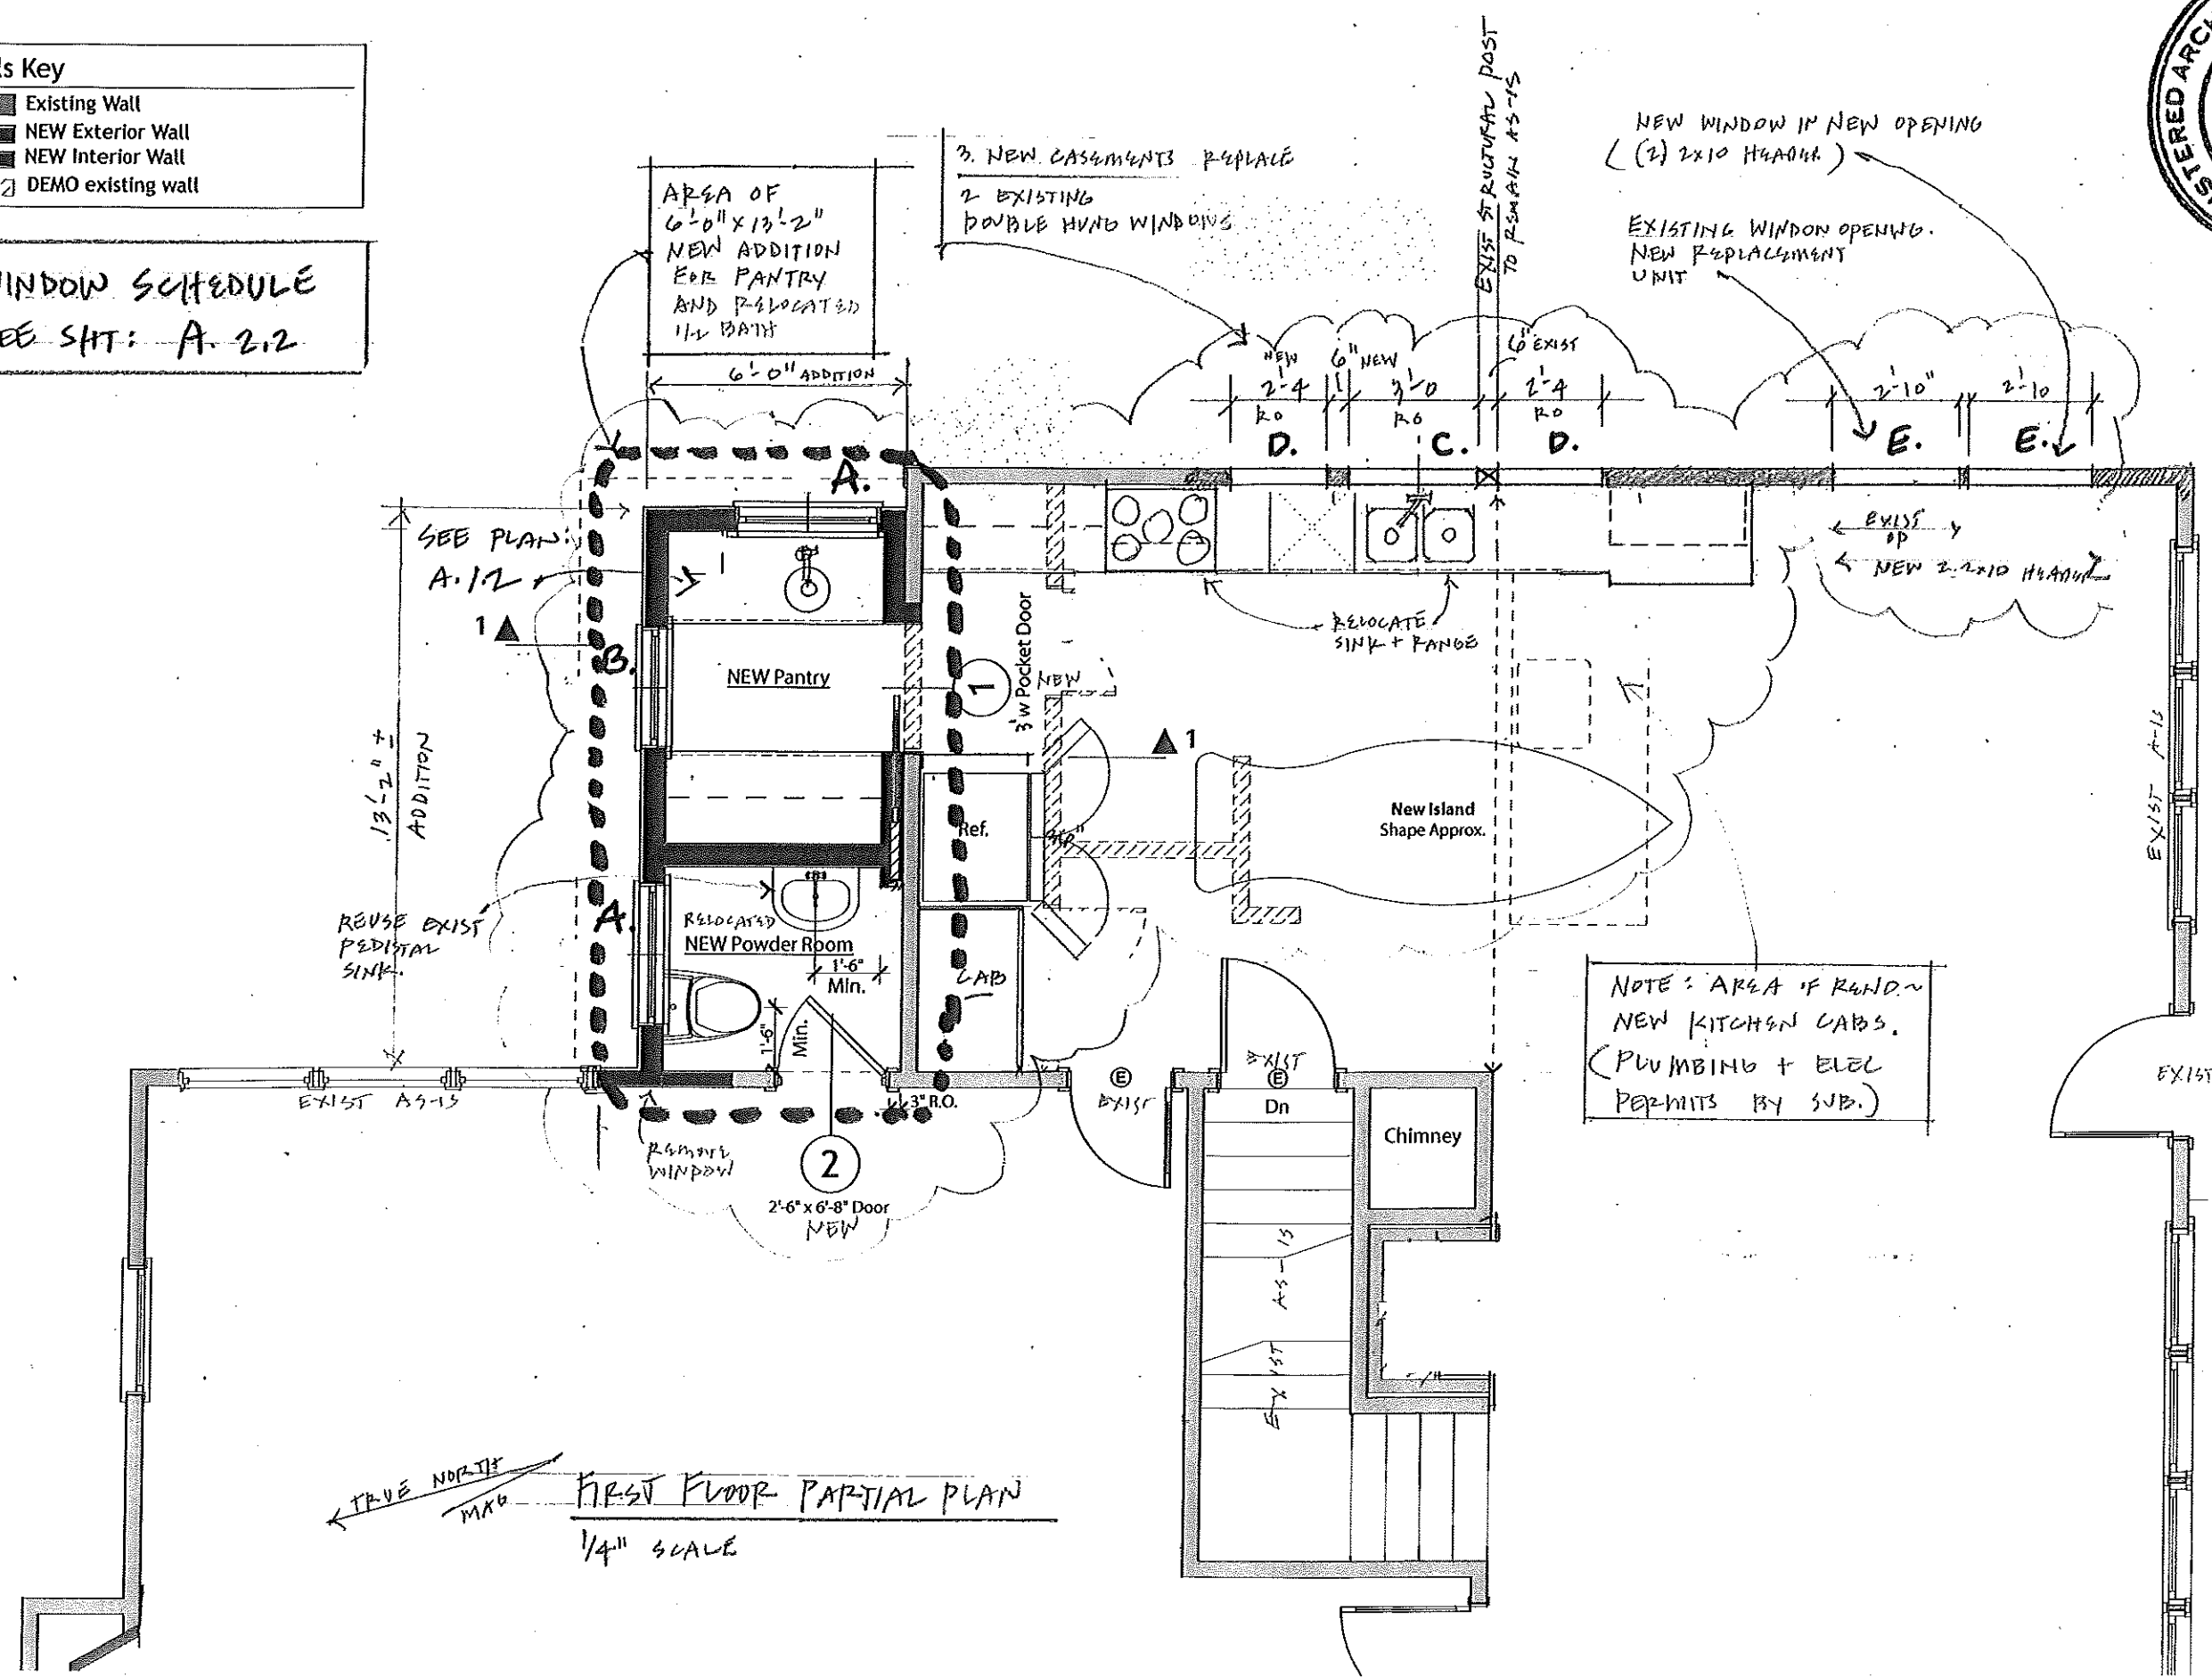 s Key
Existing Wall
NEW Exterior Wall
NEW Interior Wall
DEMO existing wall
INDOW SCHEDULE
EE SHT: A. 2.2
AREA OF
6'-0" X 13'-2"
NEW ADDITION
FOR PANTRY
AND RELOCATED
1/2 BATH
6'-0" ADDITION
3. NEW CASEMENTS REPLACE
2 EXISTING
DOUBLE HUNG WINDOWS
EXIST STRUCTURAL POST
TO REMAIN AS-IS
NEW WINDOW IN NEW OPENING
((2) 2x10 HEADER)
EXISTING WINDOW OPENING.
NEW REPLACEMENT
UNIT
STERED ARCH
NEW
2'-4
RO
D.
6" NEW
3'-0
RO
C.
6" EXIST
2'-4
RO
D.
2'-10"
E.
2'-10
E.
EXIST
OP
NEW 2-2x10 HEADER
A.
SEE PLAN:
A.1.2
1
B.
NEW Pantry
1
3'w Pocket Door
NEW
RELOCATE
SINK + RANGE
1
13'-2" ±
ADDITION
New Island
Shape Approx.
Ref.
EXIST A-IS
REUSE EXIST
PEDISTAL
SINK.
A.
RELOCATED
NEW Powder Room
1'-6"
Min.
1'-6"
Min.
CAB
NOTE: AREA OF RENO.~
NEW KITCHEN CABS.
(PLUMBING + ELEC
PERMITS BY SUB.)
EXIST AS-IS
3" R.O.
E
EXIST
EXIST
E
Dn
EXIST
REMOVE
WINDOW
2
2'-6" x 6'-8" Door
NEW
Chimney
EXIST AS-IS
TRUE NORTH
MAG
FIRST FLOOR PARTIAL PLAN
1/4" SCALE